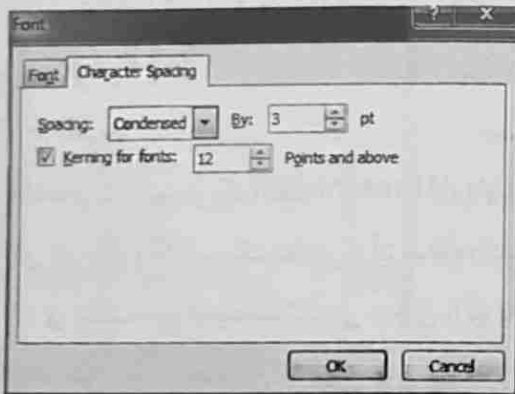 Font
? X
Font Character Spacing
Spacing: Condensed By: 3 pt
Kerning for fonts: 12 Points and above
OK Cancel